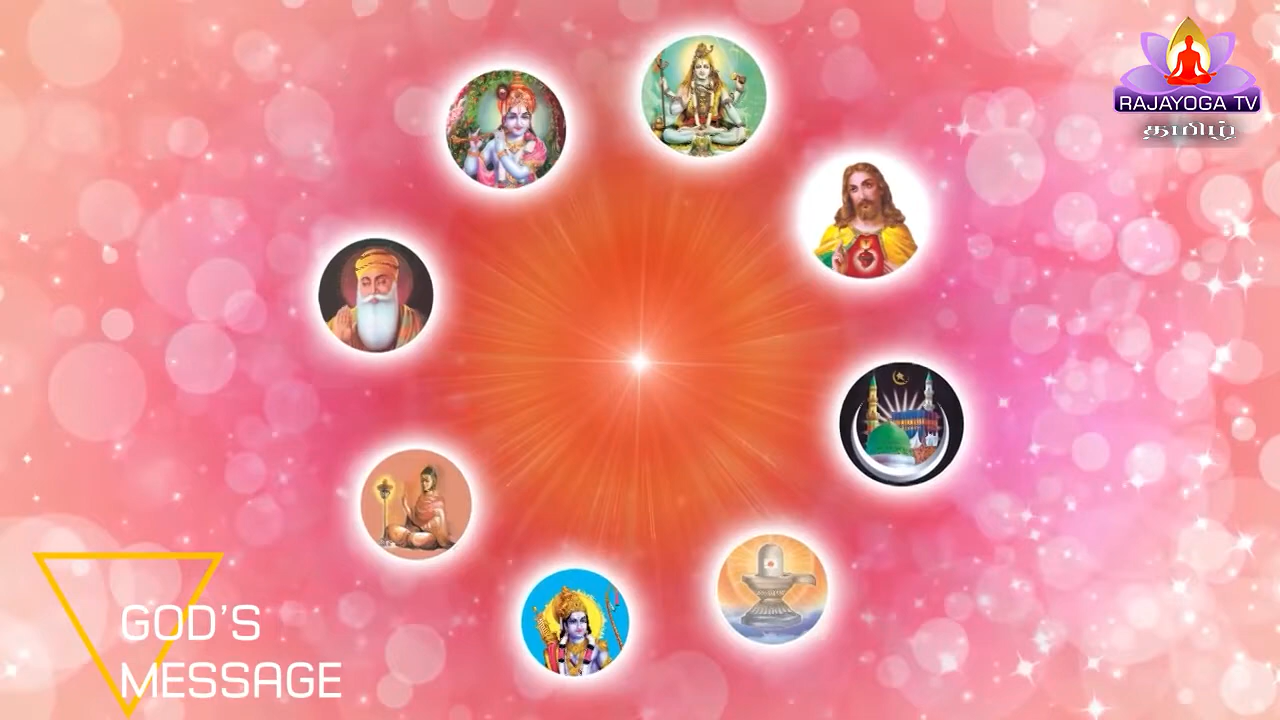 RAJAYOGA TV
தமிழ்
GOD'S
MESSAGE